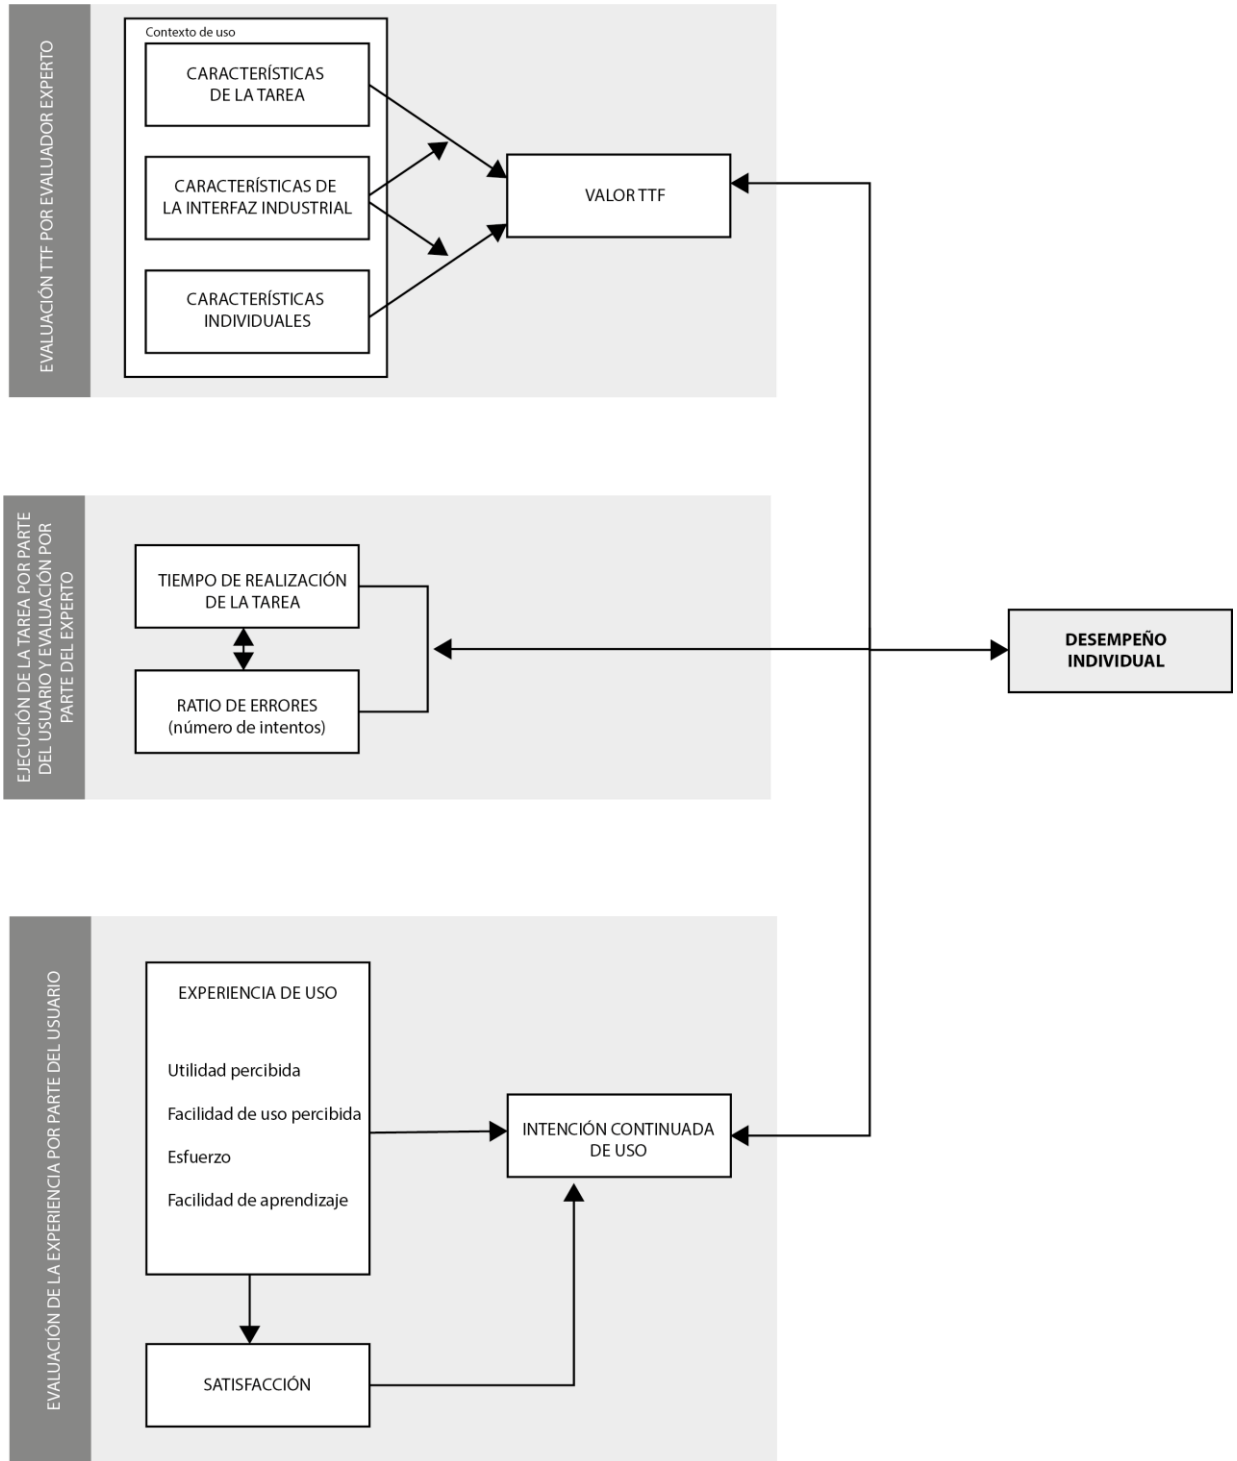 EVALUACIÓN TTF POR EVALUADOR EXPERTO
Contexto de uso
CARACTERÍSTICAS
DE LA TAREA
CARACTERÍSTICAS DE
LA INTERFAZ INDUSTRIAL
CARACTERÍSTICAS
INDIVIDUALES
VALOR TTF
EJECUCIÓN DE LA TAREA POR PARTE
DEL USUARIO Y EVALUACIÓN POR
PARTE DEL EXPERTO
TIEMPO DE REALIZACIÓN
DE LA TAREA
RATIO DE ERRORES
(número de intentos)
DESEMPEÑO
INDIVIDUAL
EVALUACIÓN DE LA EXPERIENCIA POR PARTE DEL USUARIO
EXPERIENCIA DE USO
Utilidad percibida
Facilidad de uso percibida
Esfuerzo
Facilidad de aprendizaje
INTENCIÓN CONTINUADA
DE USO
SATISFACCIÓN